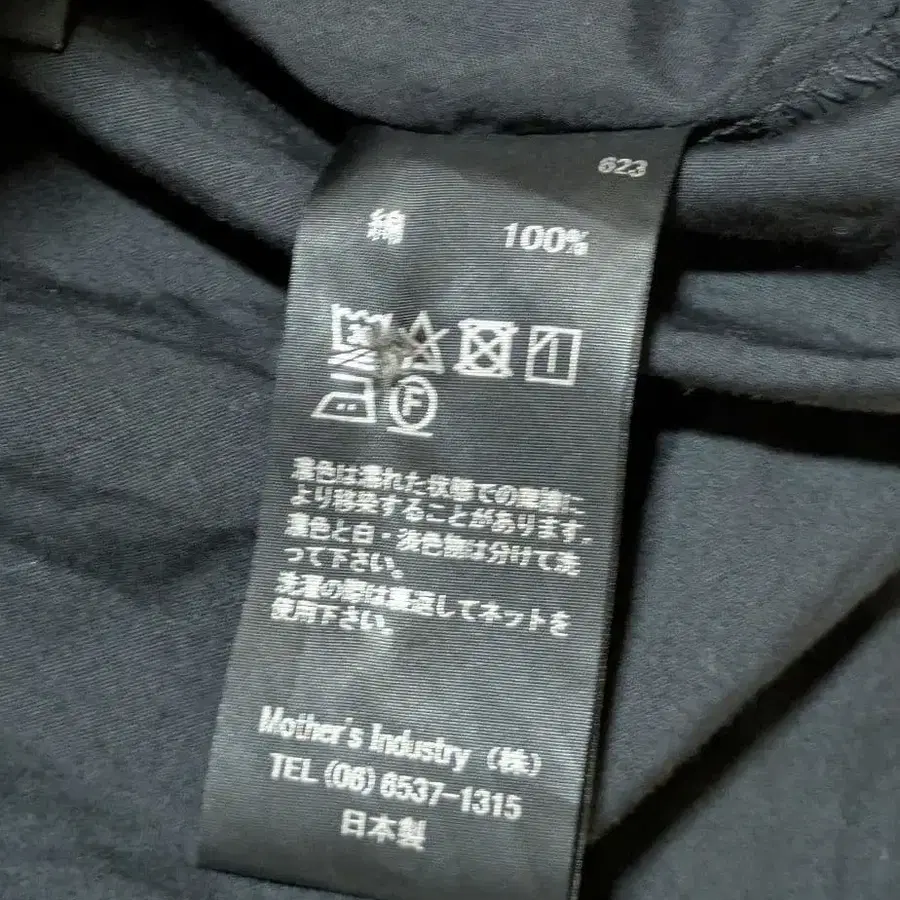 623
綿 100%
F
濃色は濡れた状態での摩擦に
より移染することがあります。
濃色と白・淡色物は分けて洗
って下さい。
洗濯の際は裏返してネットを
使用下さい。
Mother's Industry (株)
TEL (06) 6537-1315
日本製